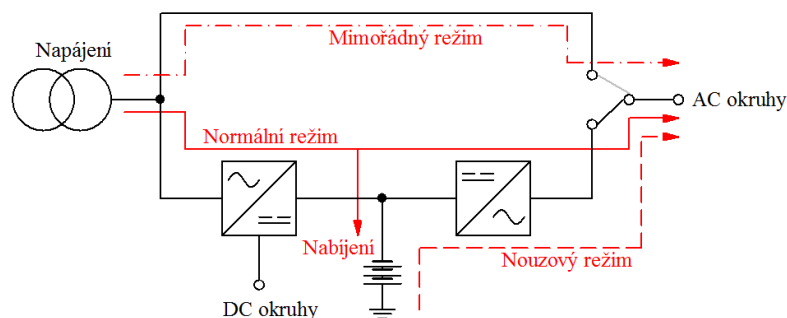 Napájení
Mimořádný režim
AC okruhy
Normální režim
Nabíjení
Nouzový režim
DC okruhy